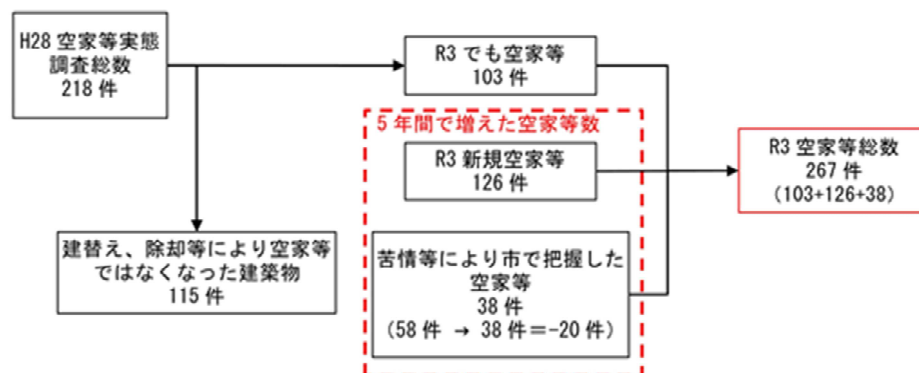 H28 空家等実態
調査総数
218 件
R3 でも空家等
103 件
5 年間で増えた空家等数
R3 新規空家等
126 件
R3 空家等総数
267 件
（103+126+38）
建替え、除却等により空家等
ではなくなった建築物
115 件
苦情等により市で把握した
空家等
38 件
（58 件 → 38 件＝-20 件）